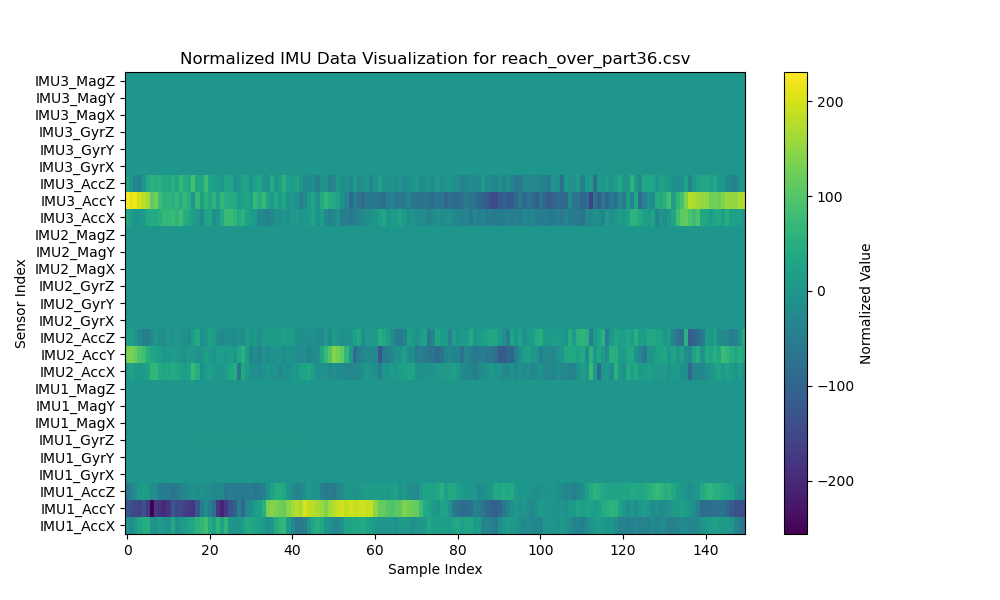 Normalized IMU Data Visualization for reach_over_part36.csv
IMU3_MagZ
IMU3_MagY
IMU3_MagX
IMU3_GyrZ
IMU3_GyrY
IMU3_GyrX
IMU3_AccZ
IMU3_AccY
IMU3_AccX
IMU2_MagZ
IMU2_MagY
IMU2_MagX
IMU2_GyrZ
IMU2_GyrY
IMU2_GyrX
IMU2_AccZ
IMU2_AccY
IMU2_AccX
IMU1_MagZ
IMU1_MagY
IMU1_MagX
IMU1_GyrZ
IMU1_GyrY
IMU1_GyrX
IMU1_AccZ
IMU1_AccY
IMU1_AccX
Sensor Index
0 20 40 60 80 100 120 140
Sample Index
200
100
0
−100
−200
Normalized Value